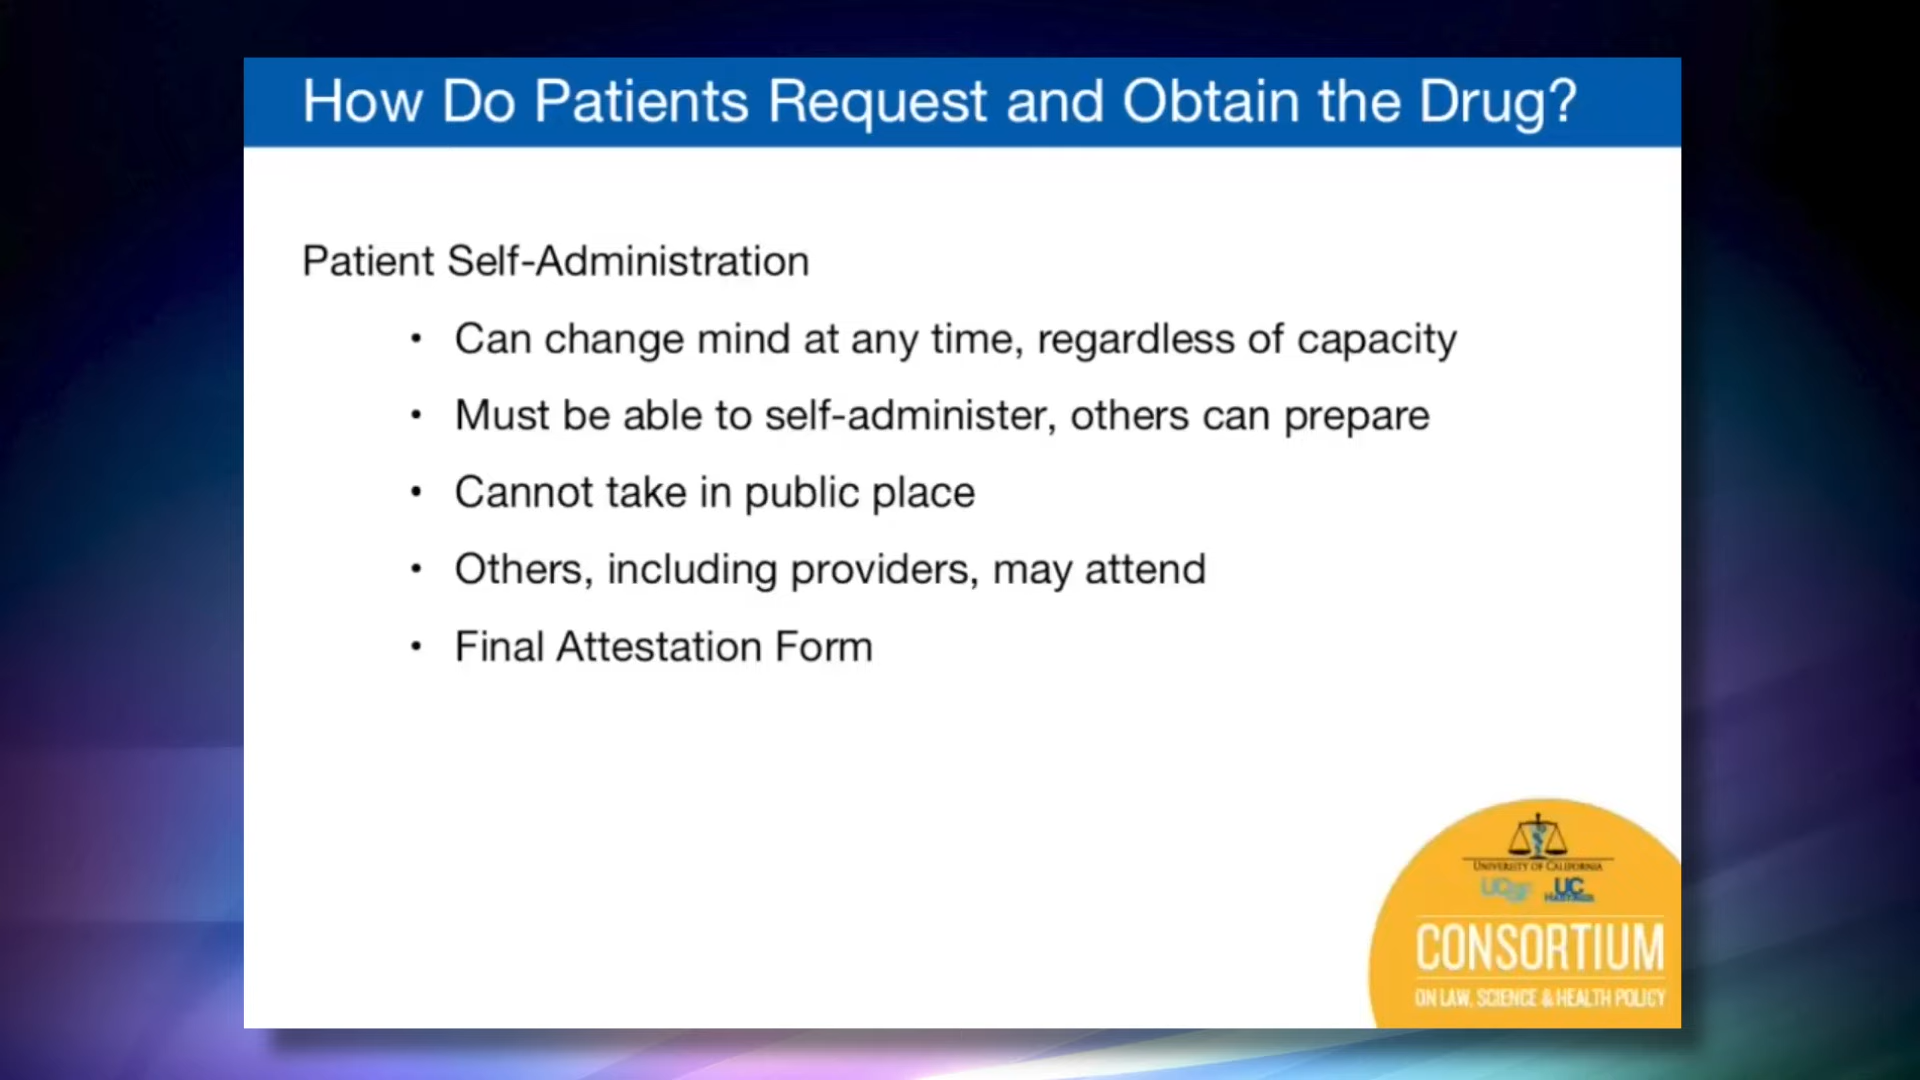 How Do Patients Request and Obtain the Drug?
Patient Self-Administration
• Can change mind at any time, regardless of capacity
• Must be able to self-administer, others can prepare
• Cannot take in public place
• Others, including providers, may attend
• Final Attestation Form
UNIVERSITY OF CALIFORNIA
UCSF UC
HASTINGS
CONSORTIUM
ON LAW, SCIENCE & HEALTH POLICY